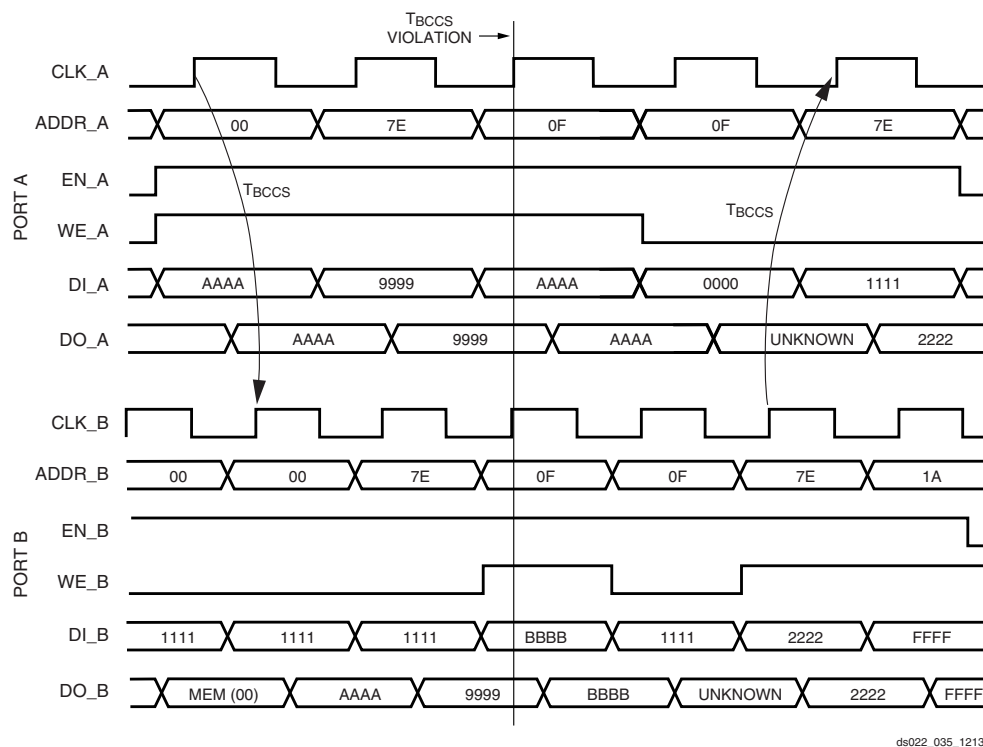 TBCCS
VIOLATION
CLK_A
ADDR_A 00 7E 0F 0F 7E
PORT A
EN_A
TBCCS
TBCCS
WE_A
DI_A AAAA 9999 AAAA 0000 1111
DO_A AAAA 9999 AAAA UNKNOWN 2222
CLK_B
ADDR_B 00 00 7E 0F 0F 7E 1A
PORT B
EN_B
WE_B
DI_B 1111 1111 1111 BBBB 1111 2222 FFFF
DO_B MEM (00) AAAA 9999 BBBB UNKNOWN 2222 FFFF
ds022_035_1213